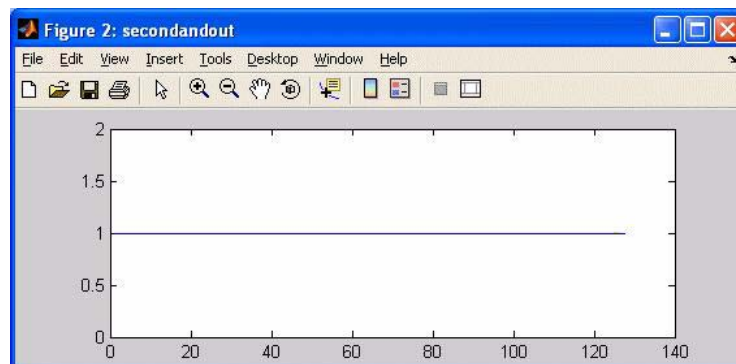 Figure 2: secondandout
File Edit View Insert Tools Desktop Window Help
2
1.5
1
0.5
0
0 20 40 60 80 100 120 140